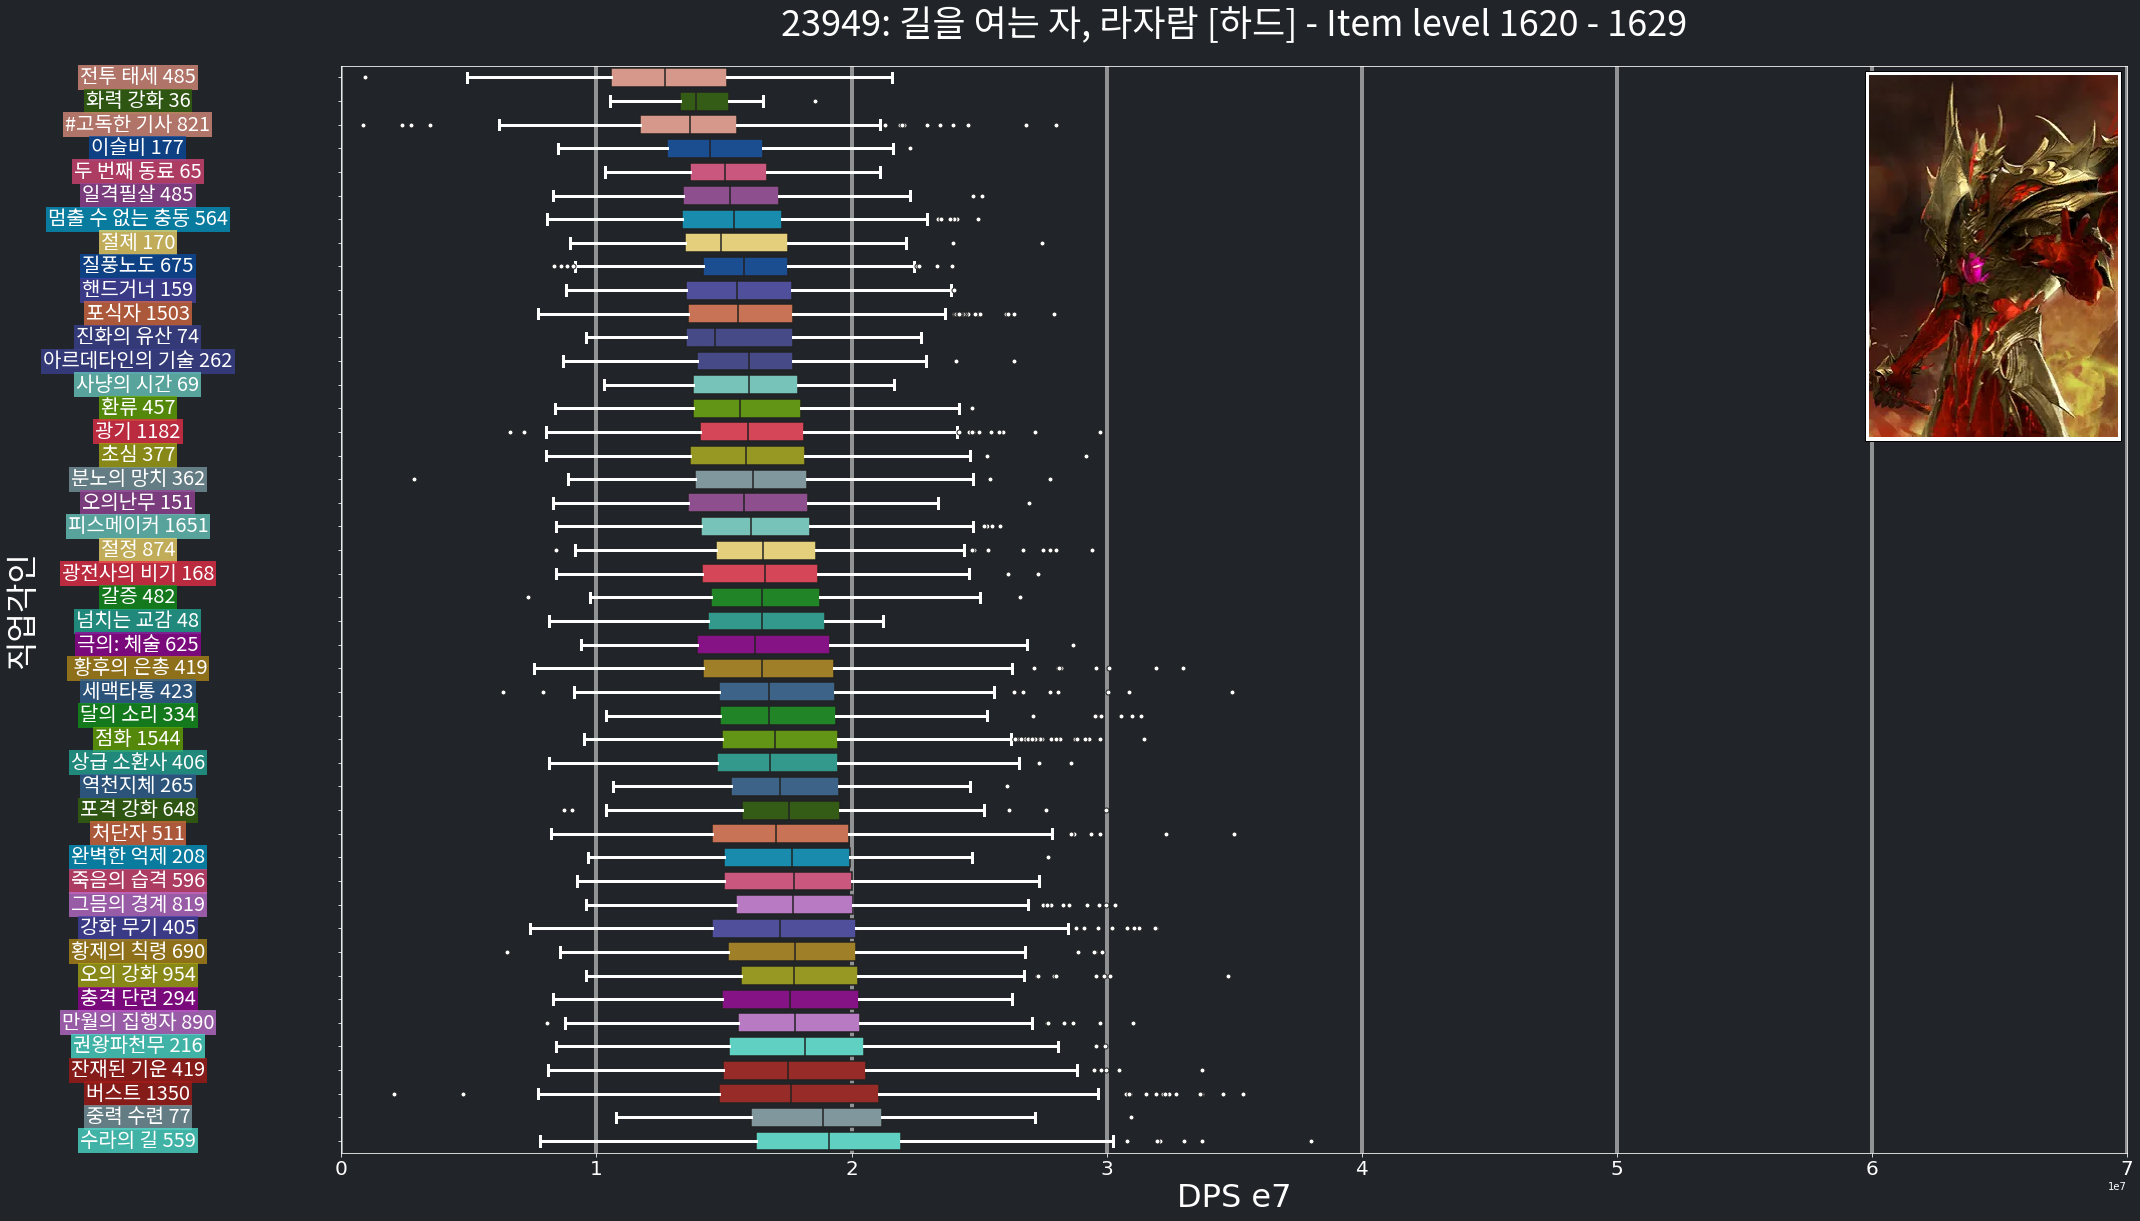 23949: 길을 여는 자, 라자람 [하드] - Item level 1620 - 1629
직업각인
전투 태세 485
화력 강화 36
#고독한 기사 821
이슬비 177
두 번째 동료 65
일격필살 485
멈출 수 없는 충동 564
절제 170
질풍노도 675
핸드거너 159
포식자 1503
진화의 유산 74
아르데타인의 기술 262
사냥의 시간 69
환류 457
광기 1182
초심 377
분노의 망치 362
오의난무 151
피스메이커 1651
절정 874
광전사의 비기 168
갈증 482
넘치는 교감 48
극의: 체술 625
황후의 은총 419
세맥타통 423
달의 소리 334
점화 1544
상급 소환사 406
역천지체 265
포격 강화 648
처단자 511
완벽한 억제 208
죽음의 습격 596
그믐의 경계 819
강화 무기 405
황제의 칙령 690
오의 강화 954
충격 단련 294
만월의 집행자 890
권왕파천무 216
잔재된 기운 419
버스트 1350
중력 수련 77
수라의 길 559
0 1 2 3 4 5 6 7
1e7
DPS e7